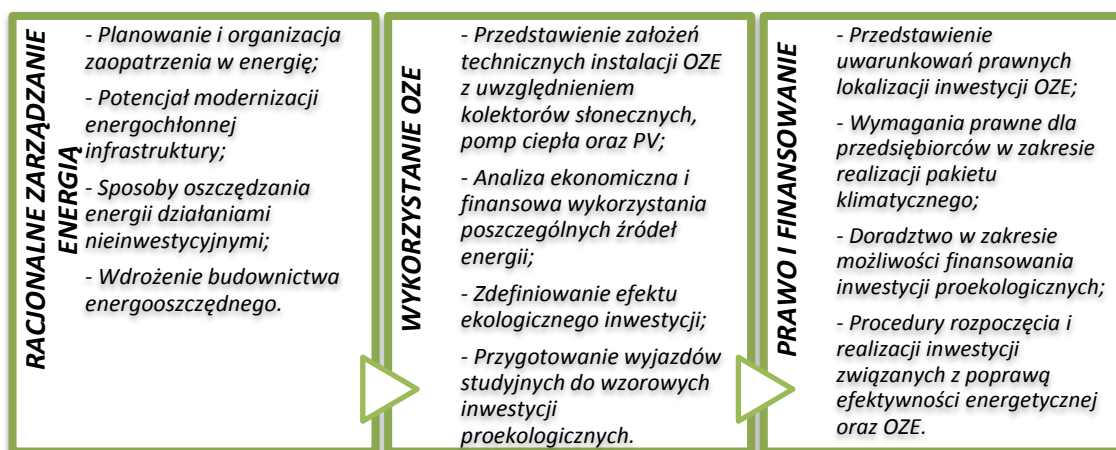 RACJONALNE ZARZĄDZANIE
ENERGIĄ
- Planowanie i organizacja
zaopatrzenia w energię;
- Potencjał modernizacji
energochłonnej
infrastruktury;
- Sposoby oszczędzania
energii działaniami
nieinwestycyjnymi;
- Wdrożenie budownictwa
energooszczędnego.
WYKORZYSTANIE OZE
- Przedstawienie założeń
technicznych instalacji OZE
z uwzględnieniem
kolektorów słonecznych,
pomp ciepła oraz PV;
- Analiza ekonomiczna i
finansowa wykorzystania
poszczególnych źródeł
energii;
- Zdefiniowanie efektu
ekologicznego inwestycji;
- Przygotowanie wyjazdów
studyjnych do wzorowych
inwestycji
proekologicznych.
PRAWO I FINANSOWANIE
- Przedstawienie
uwarunkowań prawnych
lokalizacji inwestycji OZE;
- Wymagania prawne dla
przedsiębiorców w zakresie
realizacji pakietu
klimatycznego;
- Doradztwo w zakresie
możliwości finansowania
inwestycji proekologicznych;
- Procedury rozpoczęcia i
realizacji inwestycji
związanych z poprawą
efektywności energetycznej
oraz OZE.